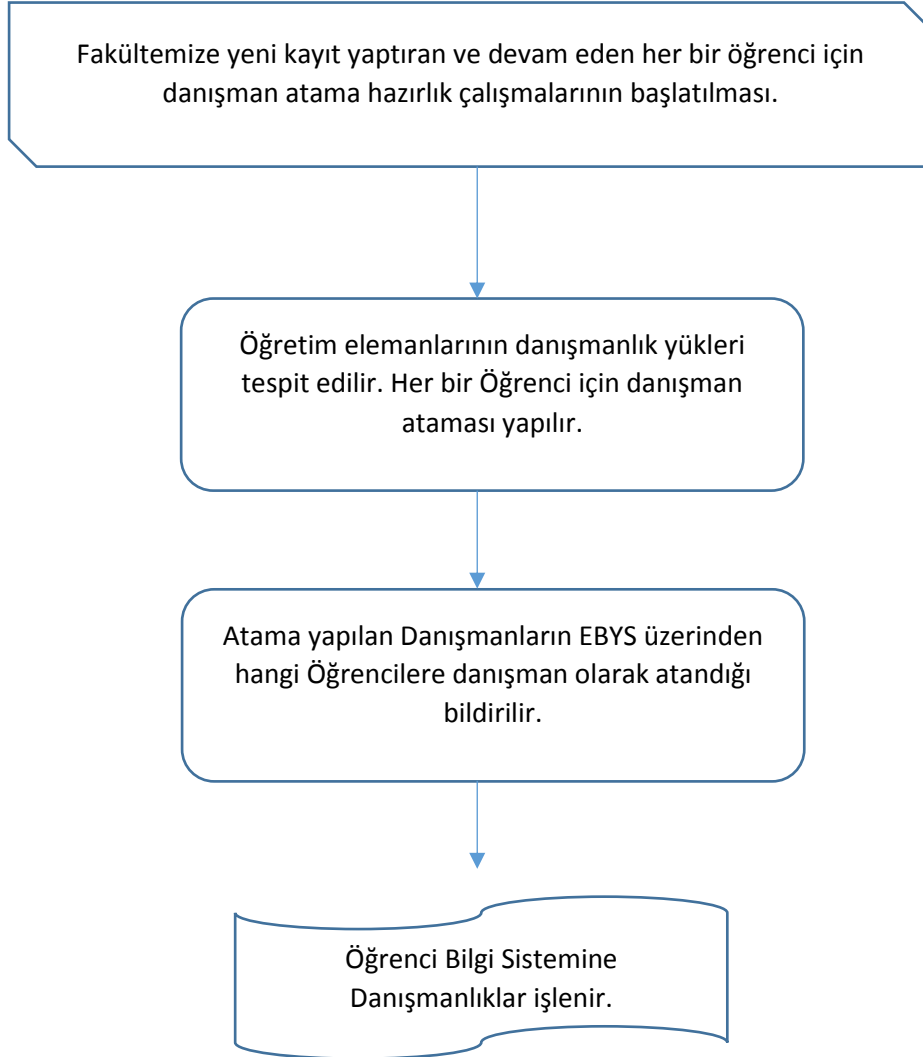 Fakültemize yeni kayıt yaptıran ve devam eden her bir öğrenci için
danışman atama hazırlık çalışmalarının başlatılması.
Öğretim elemanlarının danışmanlık yükleri
tespit edilir. Her bir Öğrenci için danışman
ataması yapılır.
Atama yapılan Danışmanların EBYS üzerinden
hangi Öğrencilere danışman olarak atandığı
bildirilir.
Öğrenci Bilgi Sistemine
Danışmanlıklar işlenir.